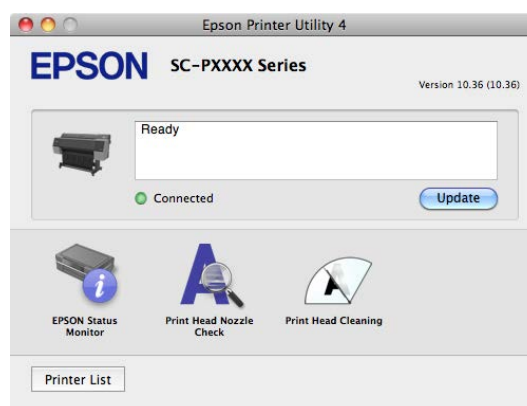 Epson Printer Utility 4
EPSON
SC-PXXXX Series
Version 10.36 (10.36)
Ready
Connected
Update
EPSON Status
Monitor
Print Head Nozzle
Check
Print Head Cleaning
Printer List